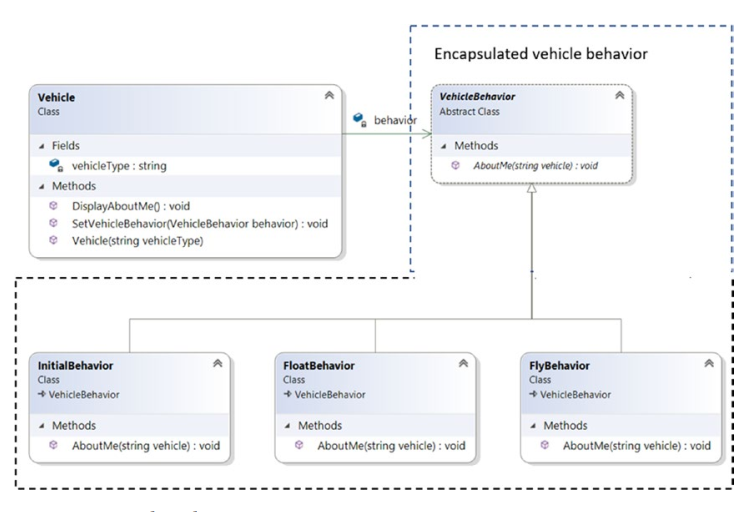 Encapsulated vehicle behavior
Vehicle
Class
Fields
vehicleType : string
Methods
DisplayAboutMe() : void
SetVehicleBehavior(VehicleBehavior behavior) : void
Vehicle(string vehicleType)
behavior
VehicleBehavior
Abstract Class
Methods
AboutMe(string vehicle) : void
InitialBehavior
Class
VehicleBehavior
Methods
AboutMe(string vehicle) : void
FloatBehavior
Class
VehicleBehavior
Methods
AboutMe(string vehicle) : void
FlyBehavior
Class
VehicleBehavior
Methods
AboutMe(string vehicle) : void